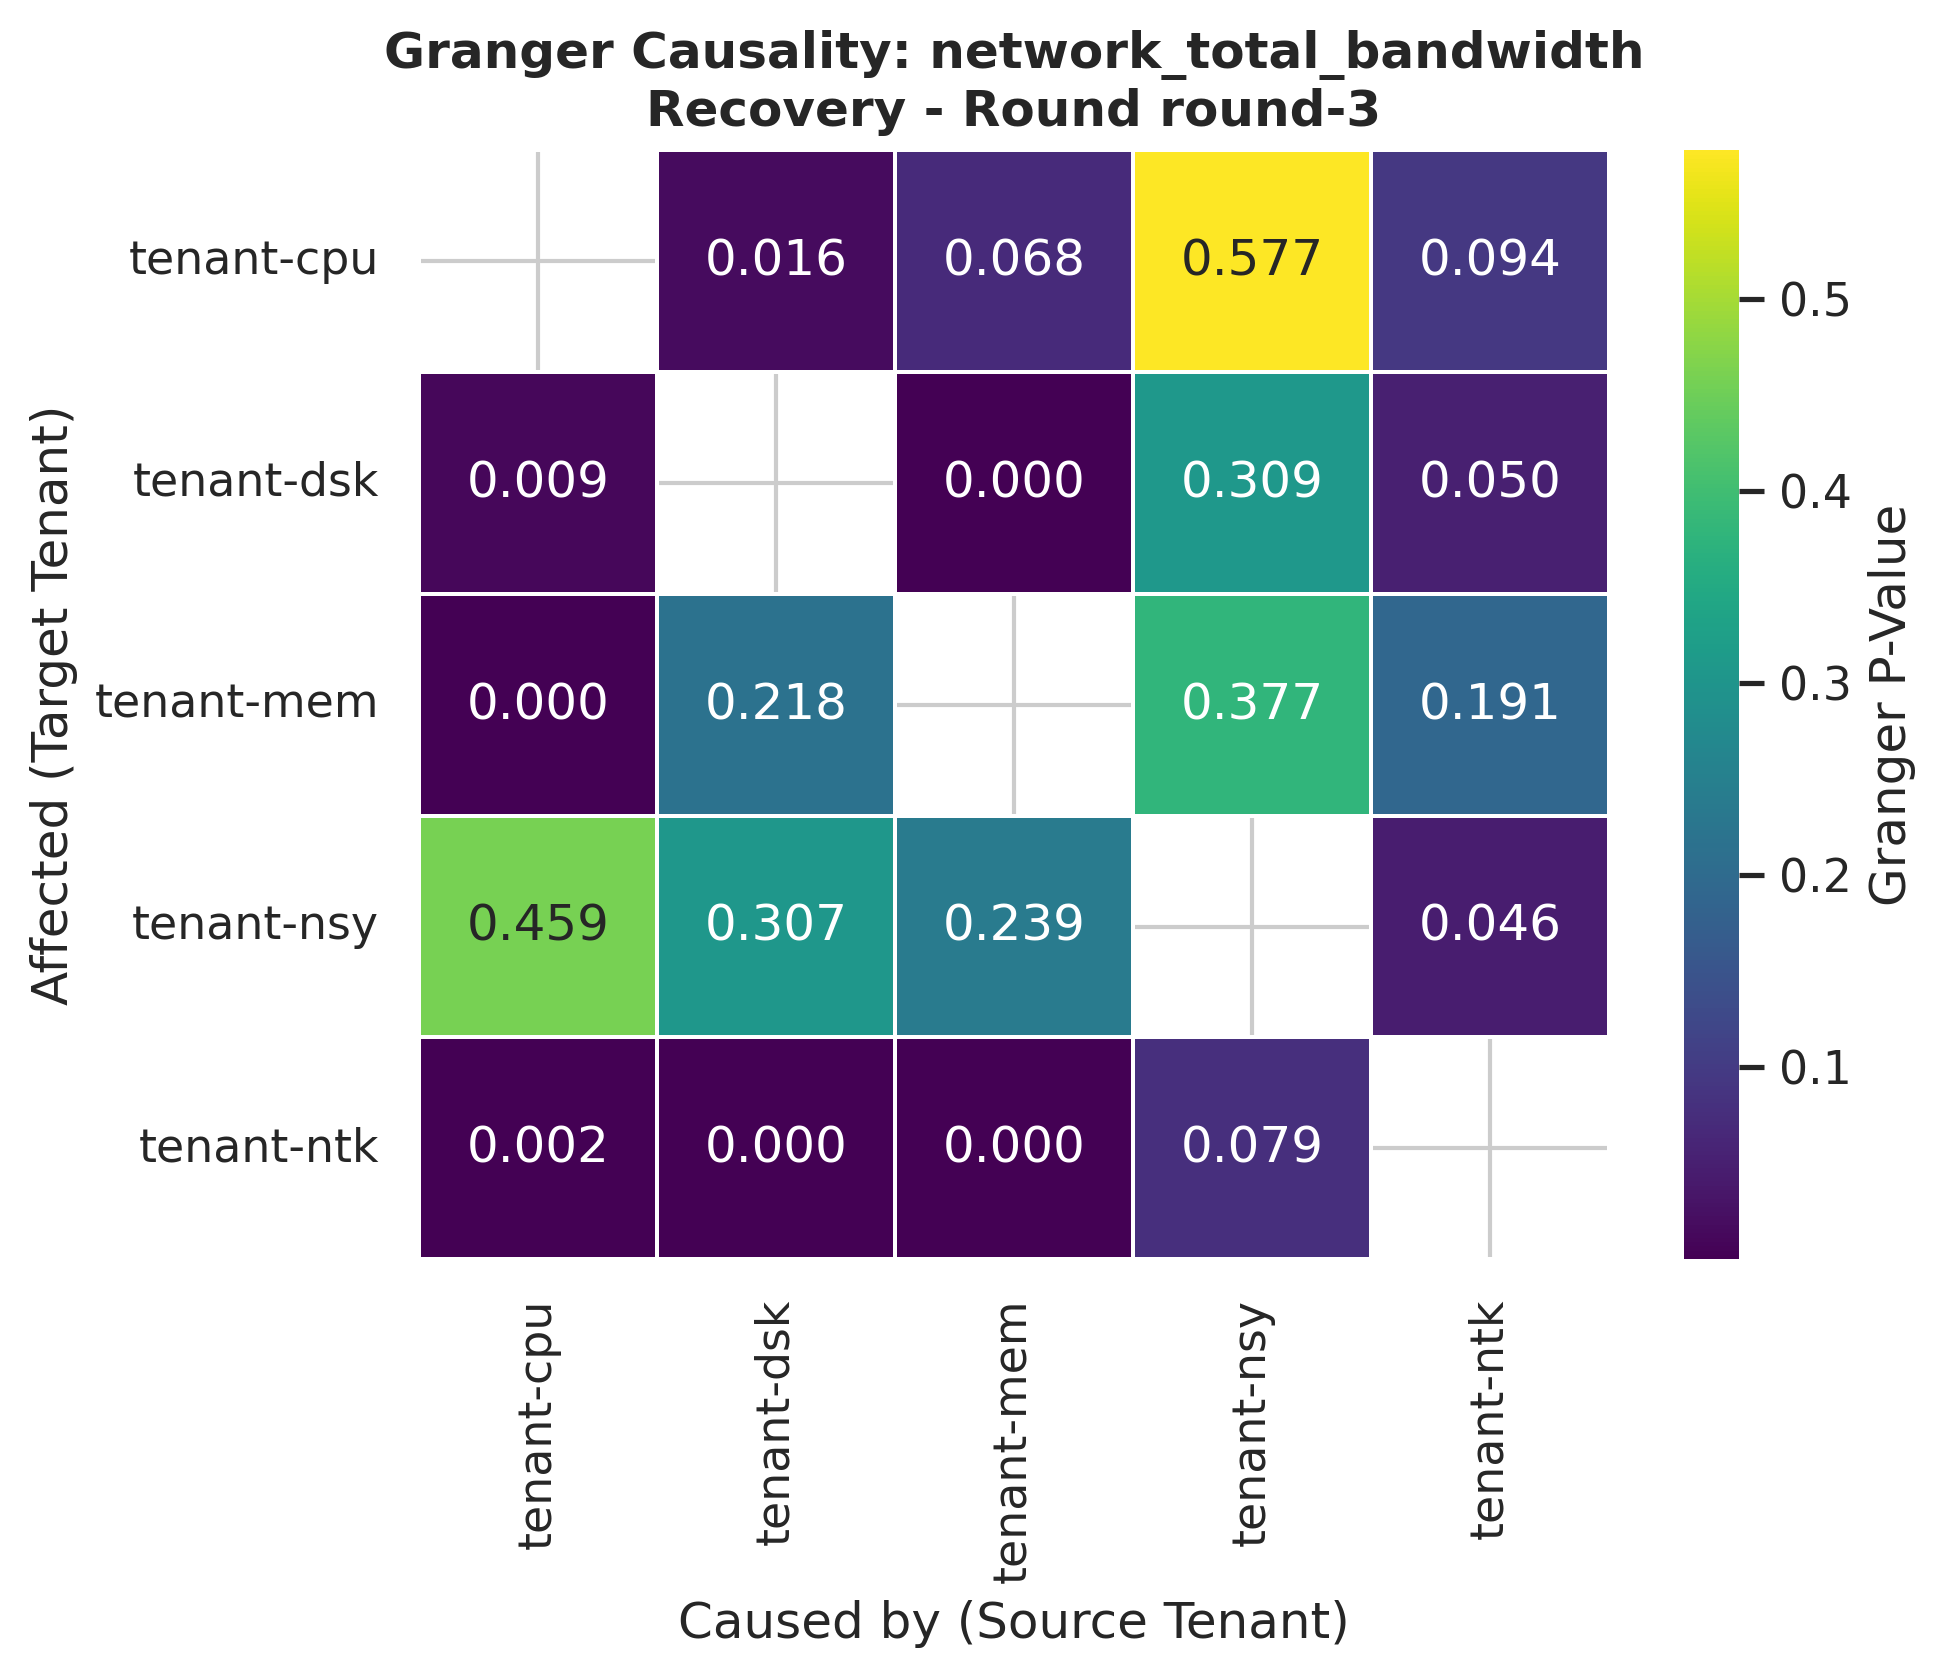 Granger Causality: network_total_bandwidth
Recovery - Round round-3
Affected (Target Tenant)
tenant-cpu
0.016
0.068
0.577
0.094
tenant-dsk
0.009
0.000
0.309
0.050
tenant-mem
0.000
0.218
0.377
0.191
tenant-nsy
0.459
0.307
0.239
0.046
tenant-ntk
0.002
0.000
0.000
0.079
tenant-cpu
tenant-dsk
tenant-mem
tenant-nsy
tenant-ntk
Caused by (Source Tenant)
0.5
0.4
0.3
0.2
0.1
Granger P-Value